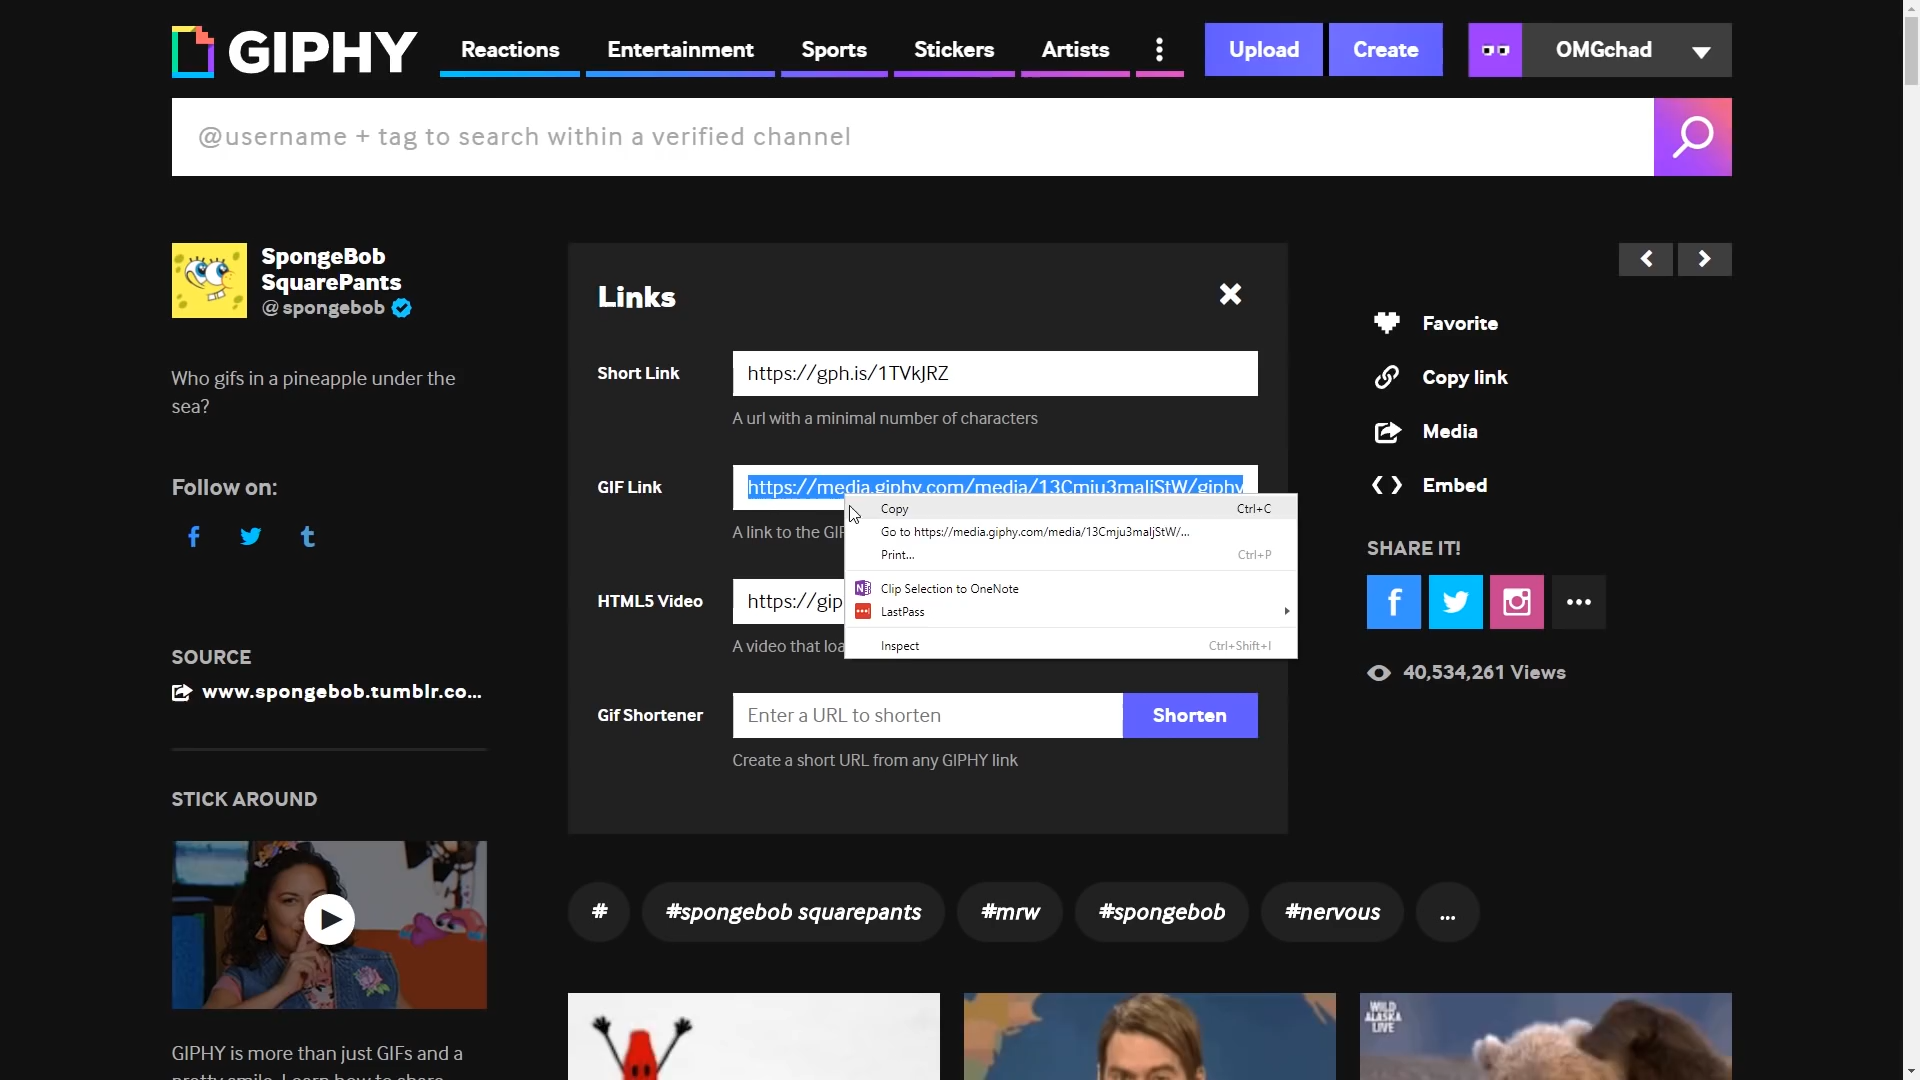 GIPHY
Reactions
Entertainment
Sports
Stickers
Artists
Upload
Create
OMGchad
@username + tag to search within a verified channel
SpongeBob
SquarePants
@spongebob
Who gifs in a pineapple under the
sea?
Follow on:
SOURCE
www.spongebob.tumblr.co...
STICK AROUND
GIPHY is more than just GIFs and a
Links
Short Link
https://gph.is/1TVkJRZ
A url with a minimal number of characters
GIF Link
https://media.giphy.com/media/13Cmju3maljStW/giphy
A link to the GIF
Copy Ctrl+C
Go to https://media.giphy.com/media/13Cmju3maljStW/...
Print... Ctrl+P
Clip Selection to OneNote
LastPass
Inspect Ctrl+Shift+I
HTML5 Video
https://gip
A video that loa
Gif Shortener
Enter a URL to shorten
Shorten
Create a short URL from any GIPHY link
Favorite
Copy link
Media
Embed
SHARE IT!
40,534,261 Views
#
#spongebob squarepants
#mrw
#spongebob
#nervous
...
WILD
ALASKA
LIVE